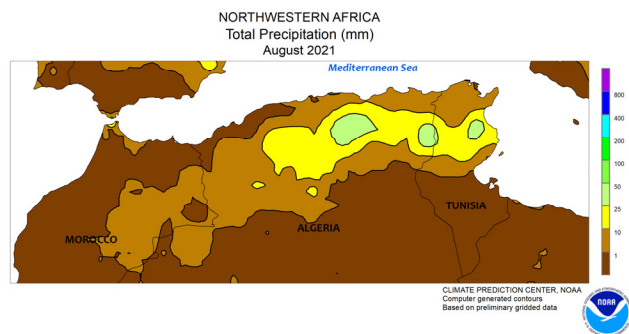 NORTHWESTERN AFRICA
Total Precipitation (mm)
August 2021
Mediterranean Sea
800
400
200
100
50
25
10
1
TUNISIA
ALGERIA
MOROCCO
CLIMATE PREDICTION CENTER, NOAA
Computer generated contours
Based on preliminary gridded data
NOAA